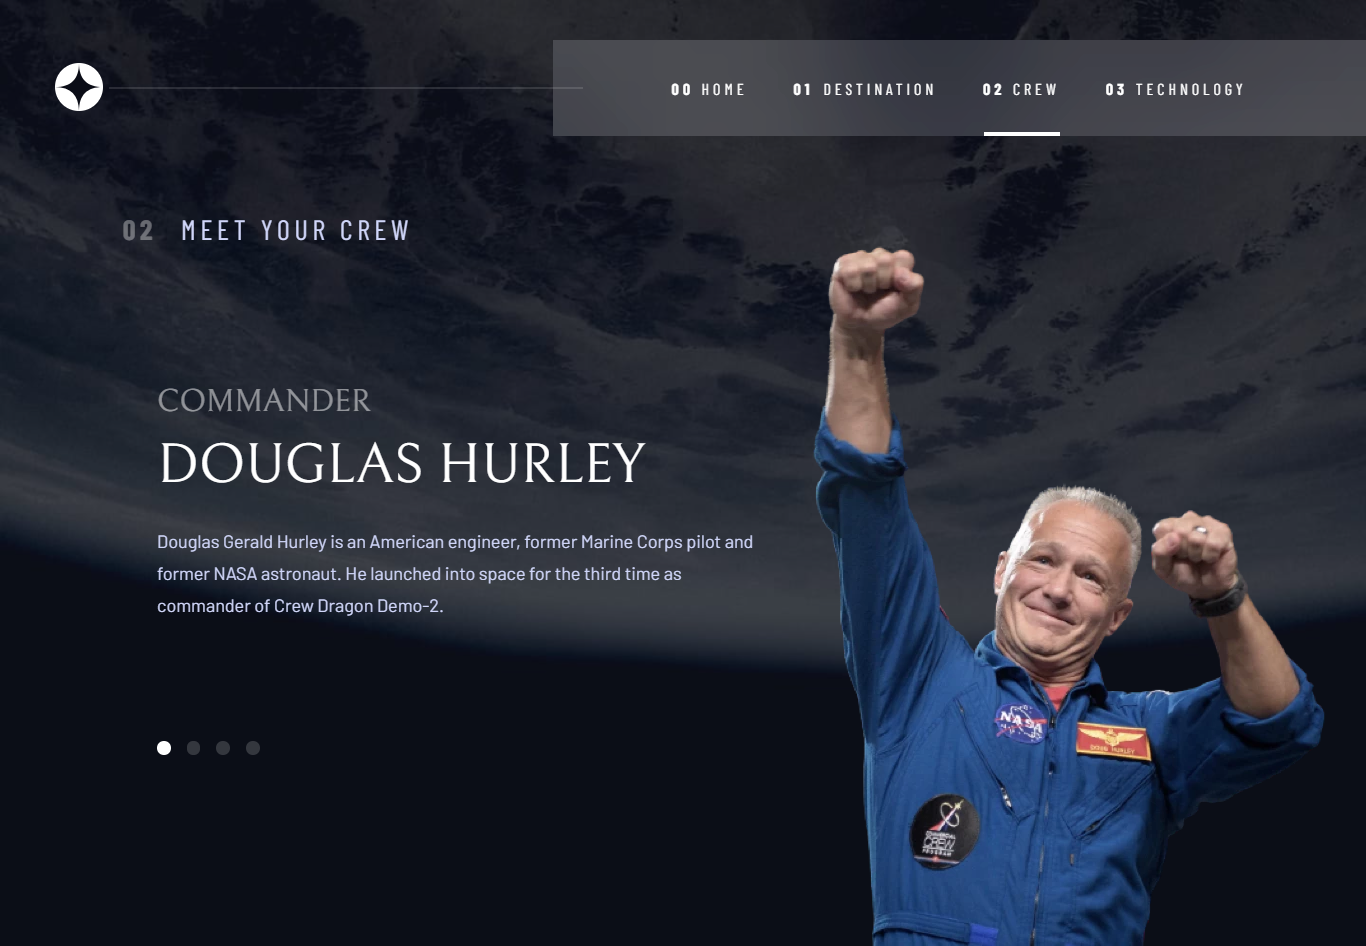 00 HOME
01 DESTINATION
02 CREW
03 TECHNOLOGY
02 MEET YOUR CREW
COMMANDER
DOUGLAS HURLEY
Douglas Gerald Hurley is an American engineer, former Marine Corps pilot and
former NASA astronaut. He launched into space for the third time as
commander of Crew Dragon Demo-2.
NASA
DOUG HURLEY
COMMERCIAL
CREW
PROGRAM